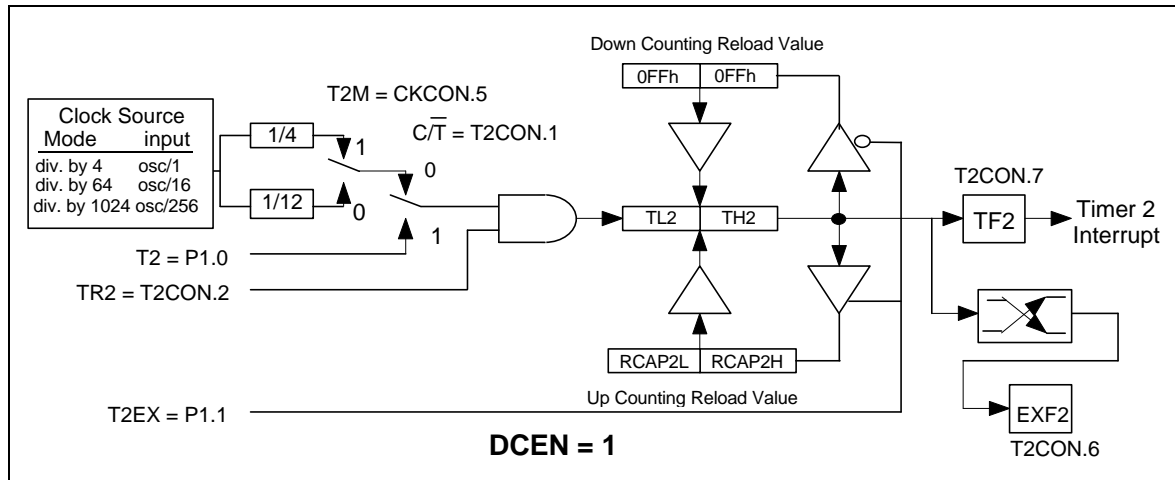 Down Counting Reload Value
0FFh 0FFh
T2M = CKCON.5
C/T̅ = T2CON.1
Clock Source
Mode input
div. by 4 osc/1
div. by 64 osc/16
div. by 1024 osc/256
1/4
1/12
1
0
0
1
T2CON.7
TL2 TH2
TF2
Timer 2
Interrupt
T2 = P1.0
TR2 = T2CON.2
RCAP2L RCAP2H
Up Counting Reload Value
T2EX = P1.1
EXF2
T2CON.6
DCEN = 1